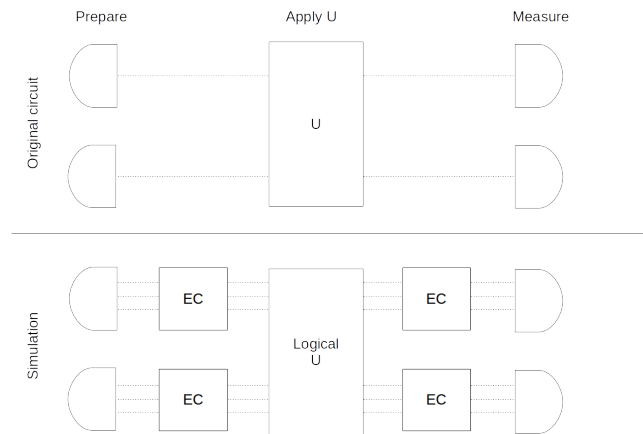 Prepare
Apply U
Measure
Original circuit
U
Simulation
EC
EC
Logical
U
EC
EC